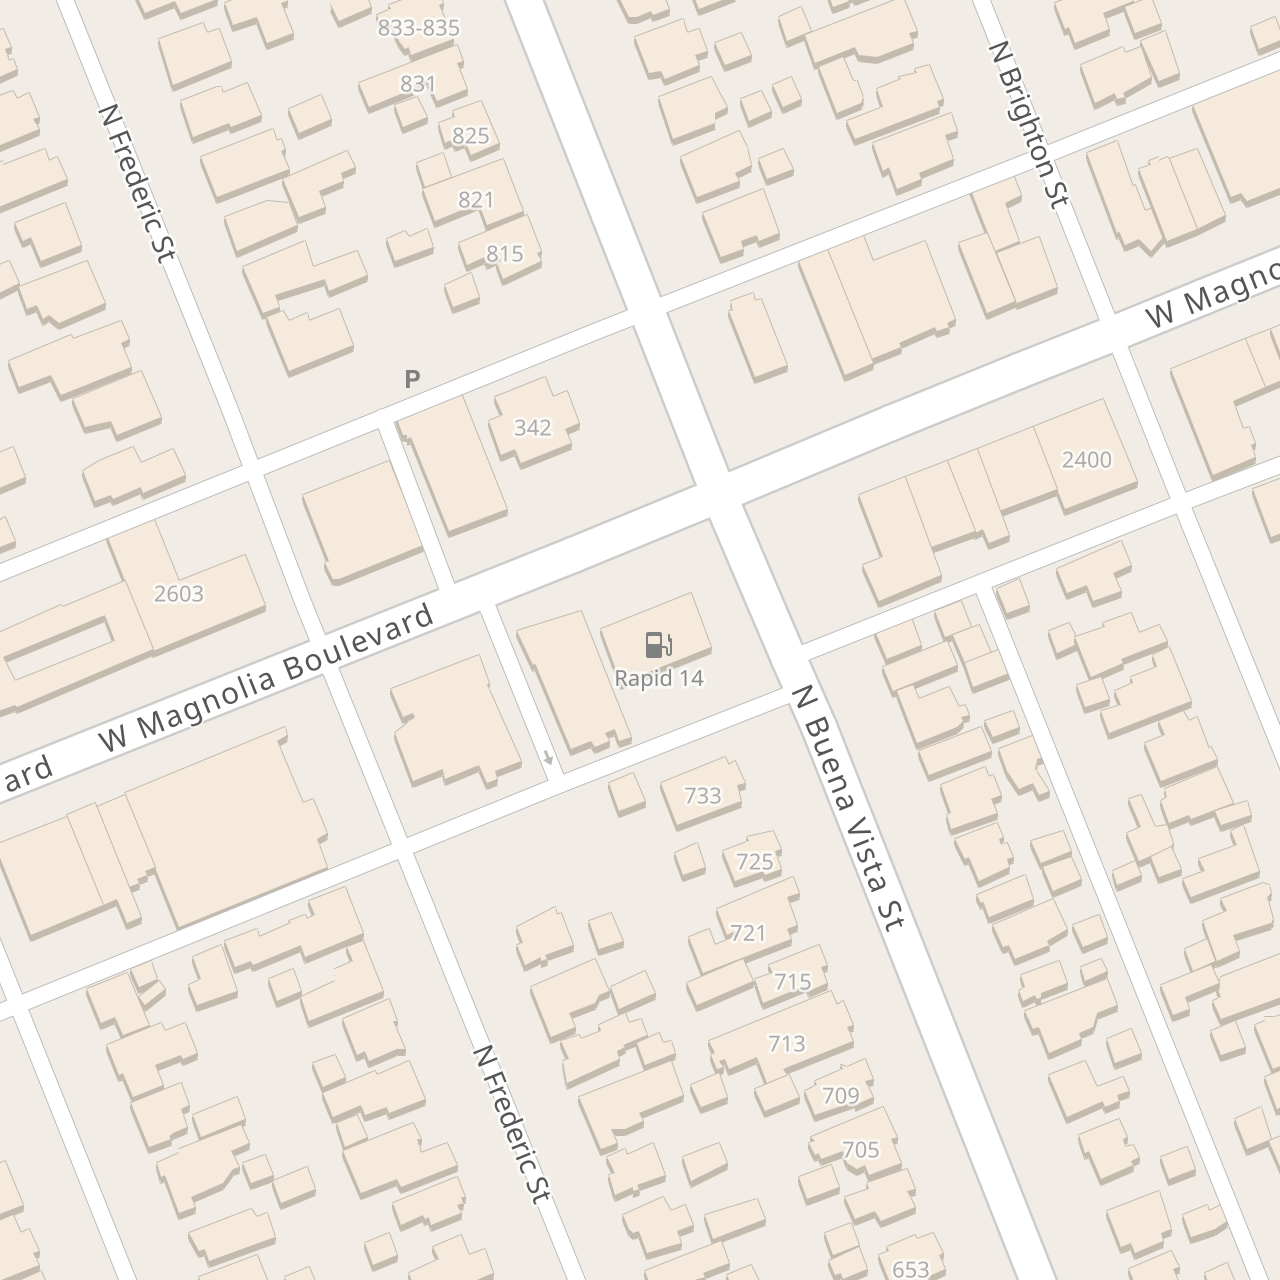 833-835
831
N Brighton St
N Frederic St
825
821
815
W Magno
P
342
2400
2603
W Magnolia Boulevard
Rapid 14
N Buena Vista St
ard
733
725
721
715
713
N Frederic St
709
705
653